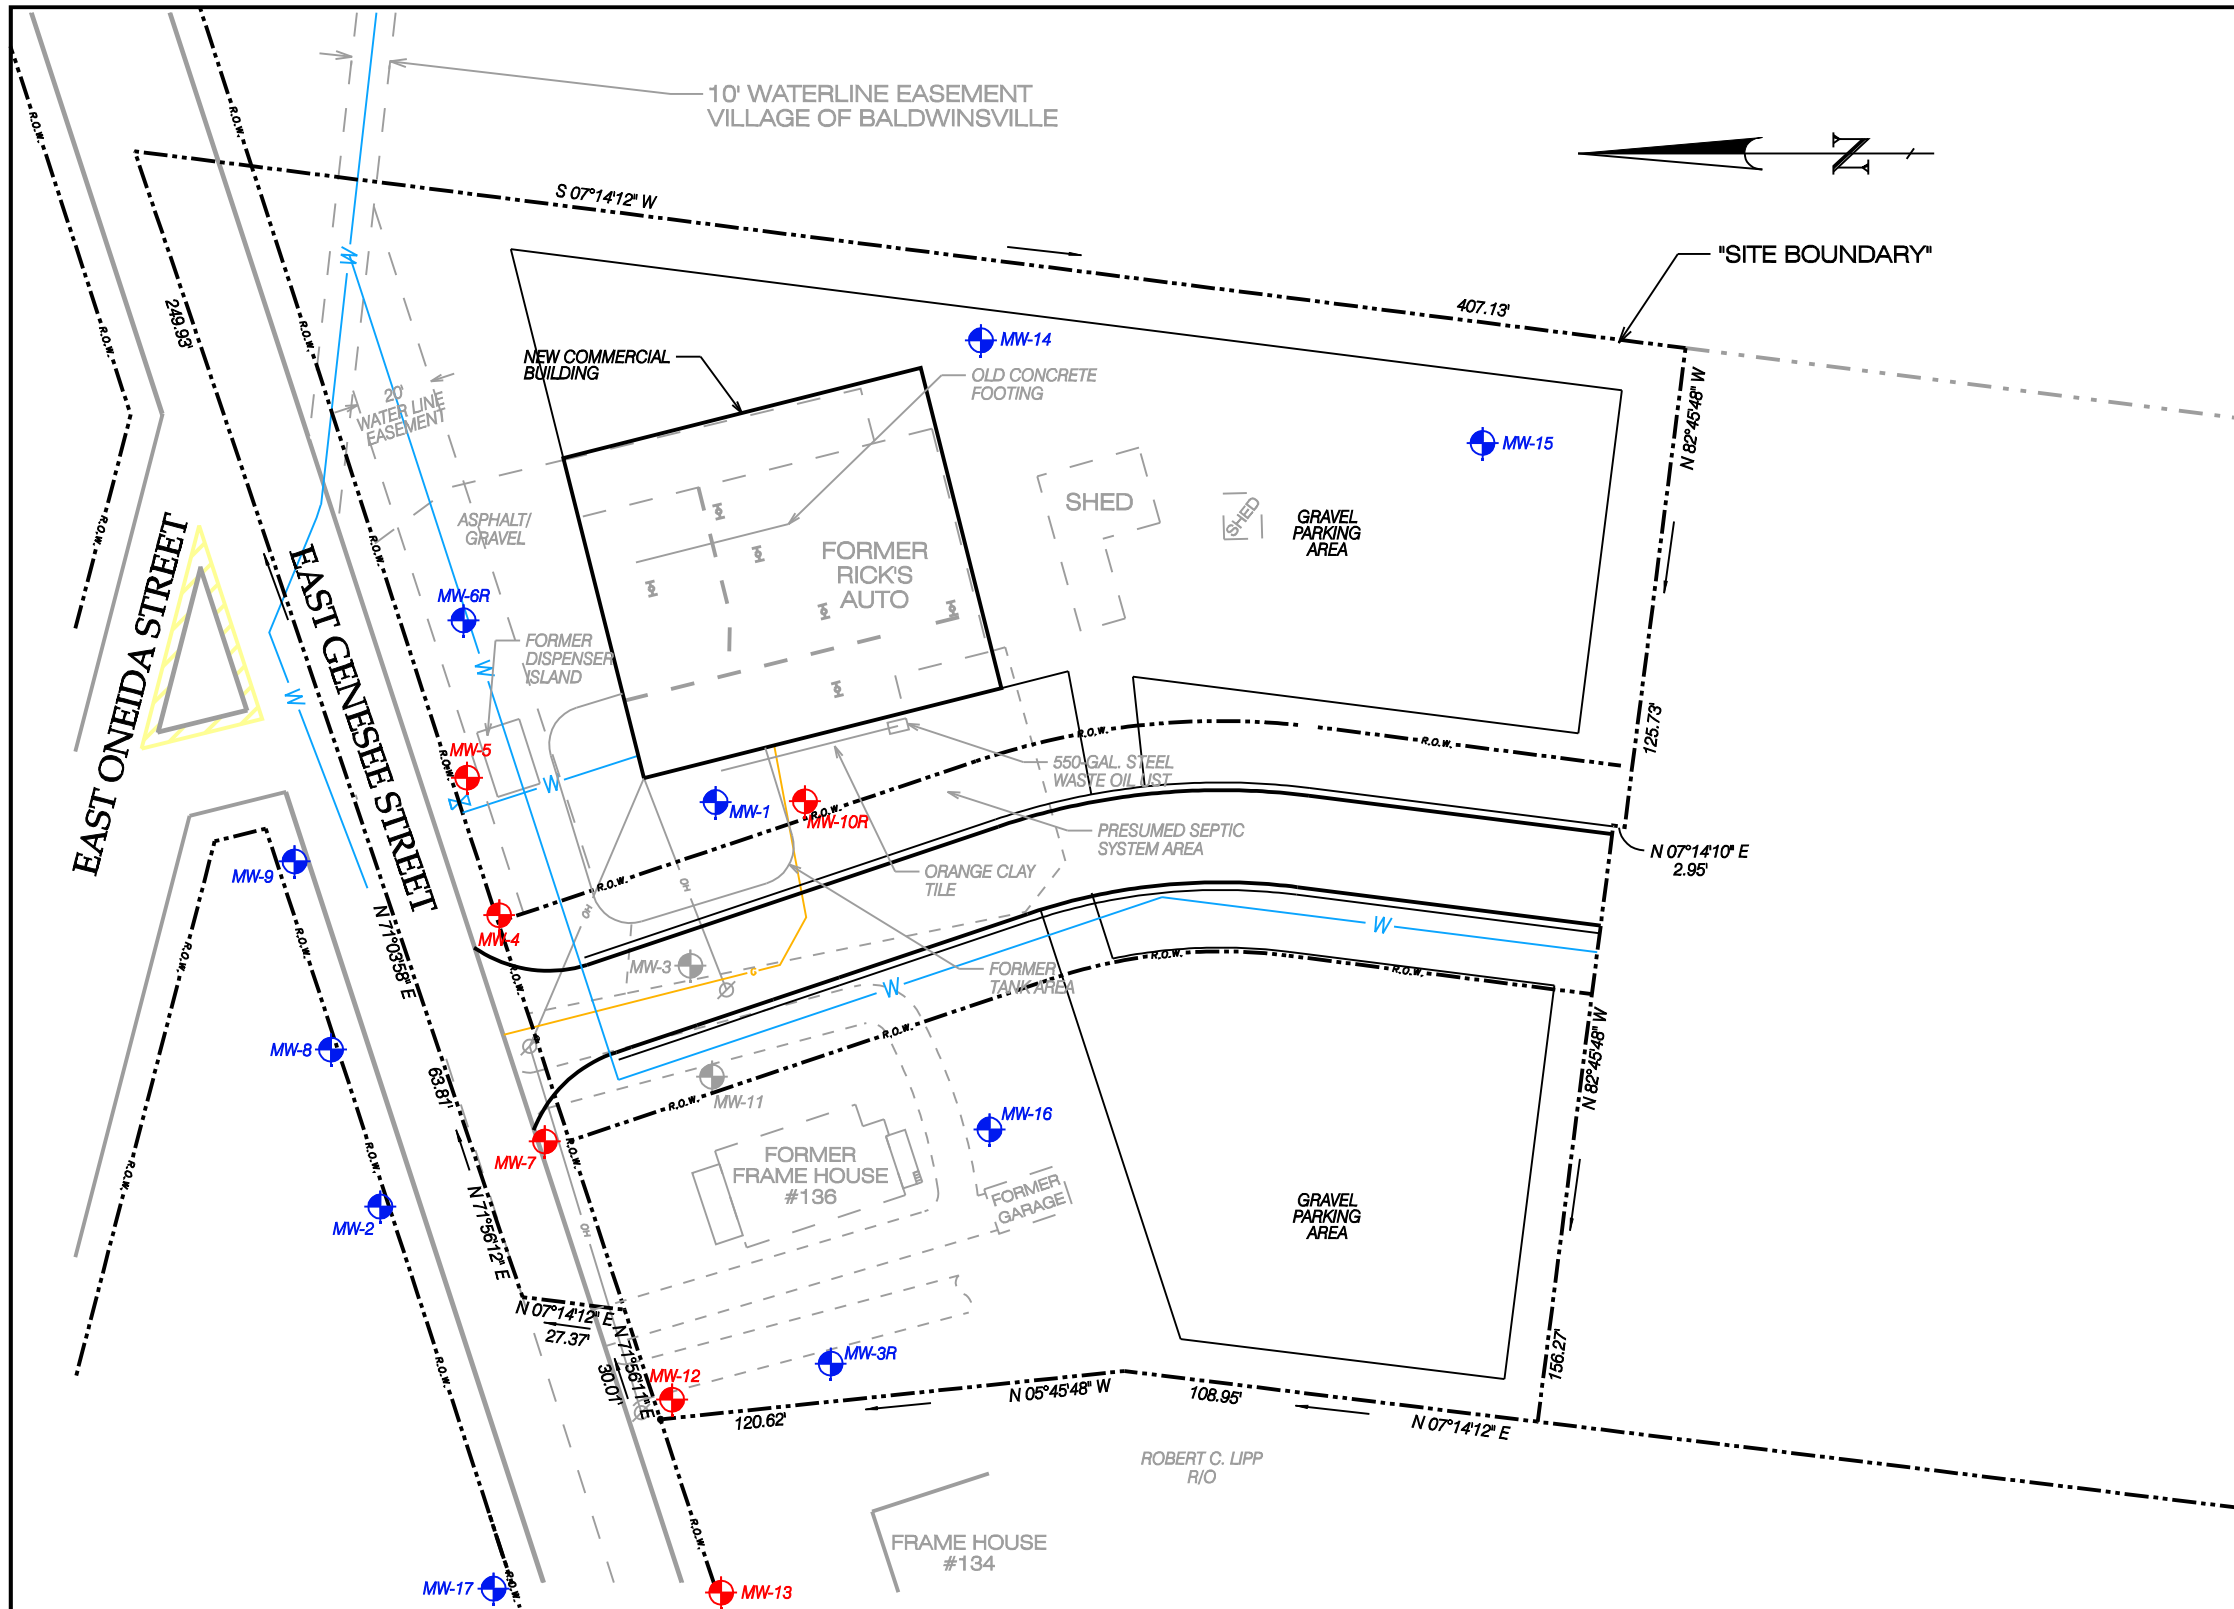 10' WATERLINE EASEMENT
VILLAGE OF BALDWINSVILLE
N
R.O.W.
R.O.W.
R.O.W.
R.O.W.
R.O.W.
R.O.W.
S 07°14'12" W
407.13'
"SITE BOUNDARY"
249.93'
W
NEW COMMERCIAL
BUILDING
MW-14
OLD CONCRETE
FOOTING
20'
WATER LINE
EASEMENT
N 82°45'48" W
MW-15
ASPHALT/
GRAVEL
SHED
SHED
GRAVEL
PARKING
AREA
FORMER
RICK'S
AUTO
EAST ONEIDA STREET
EAST GENESEE STREET
MW-6R
FORMER
DISPENSER
ISLAND
W
W
125.73'
R.O.W.
R.O.W.
R.O.W.
MW-5
W
550-GAL. STEEL
WASTE OIL UST
MW-1
MW-10R
R.O.W.
PRESUMED SEPTIC
SYSTEM AREA
N 07°14'10" E
2.95'
ORANGE CLAY
TILE
MW-9
R.O.W.
OH
OH
MW-4
N 71°03'58" E
W
R.O.W.
R.O.W.
R.O.W.
MW-3
G
FORMER
TANK AREA
W
R.O.W.
R.O.W.
R.O.W.
MW-8
63.81'
MW-11
R.O.W.
N 82°45'48" W
MW-16
MW-7
R.O.W.
R.O.W.
R.O.W.
FORMER
FRAME HOUSE
#136
FORMER
GARAGE
MW-2
N 71°56'12" E
OH
GRAVEL
PARKING
AREA
N 07°14'12" E
27.37'
N 71°56'11" E
30.01'
MW-3R
MW-12
R.O.W.
156.27'
120.62'
N 05°45'48" W
108.95'
N 07°14'12" E
ROBERT C. LIPP
R/O
R.O.W.
FRAME HOUSE
#134
MW-17
R.O.W.
MW-13